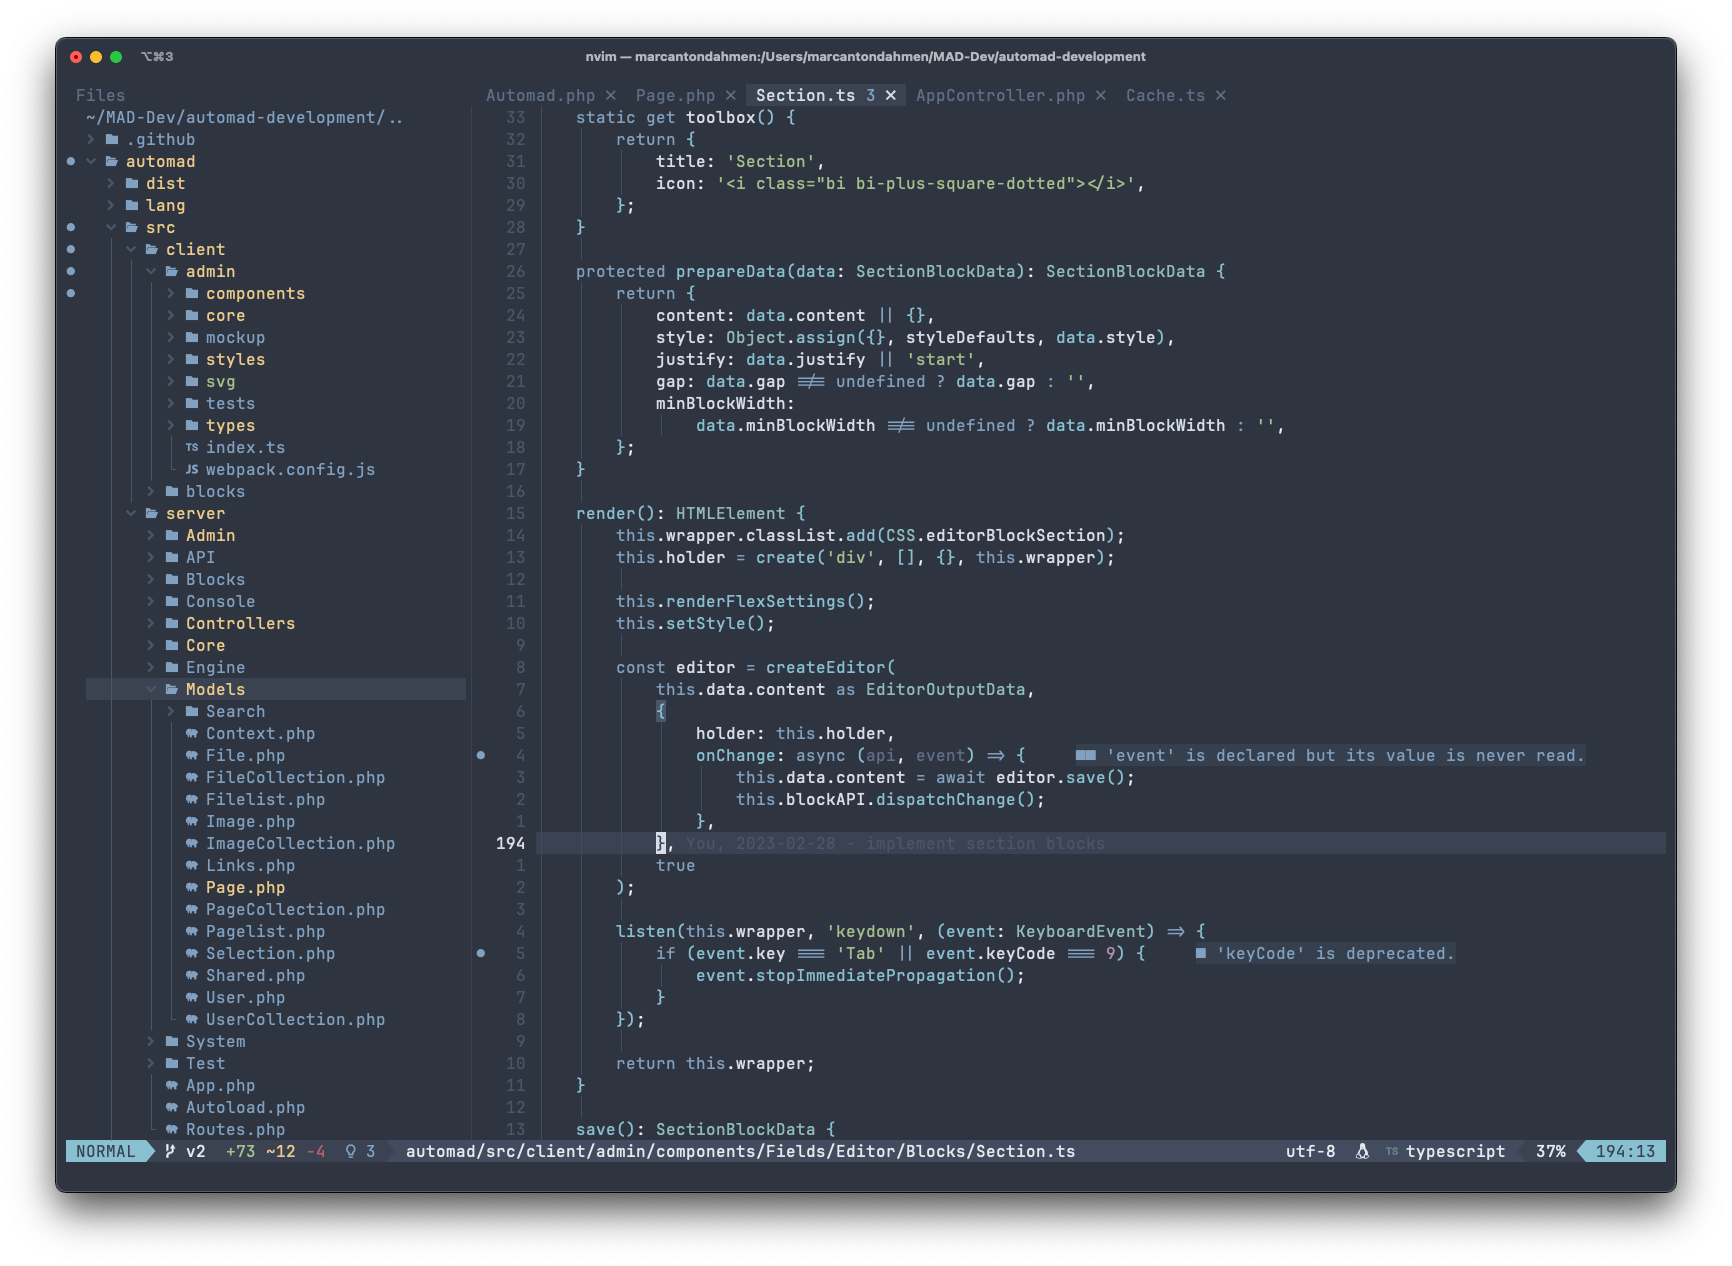 ⌥⌘3
nvim — marcantondahmen:/Users/marcantondahmen/MAD-Dev/automad-development
Files
~/MAD-Dev/automad-development/..
.github
automad
dist
lang
src
client
admin
components
core
mockup
styles
svg
tests
types
TS index.ts
JS webpack.config.js
blocks
server
Admin
API
Blocks
Console
Controllers
Core
Engine
Models
Search
Context.php
File.php
FileCollection.php
Filelist.php
Image.php
ImageCollection.php
Links.php
Page.php
PageCollection.php
Pagelist.php
Selection.php
Shared.php
User.php
UserCollection.php
System
Test
App.php
Autoload.php
Routes.php
Automad.php × Page.php × Section.ts 3 × AppController.php × Cache.ts ×
33 static get toolbox() {
32 return {
31 title: 'Section',
30 icon: '<i class="bi bi-plus-square-dotted"></i>',
29 };
28 }
27
26 protected prepareData(data: SectionBlockData): SectionBlockData {
25 return {
24 content: data.content || {},
23 style: Object.assign({}, styleDefaults, data.style),
22 justify: data.justify || 'start',
21 gap: data.gap !== undefined ? data.gap : '',
20 minBlockWidth:
19 data.minBlockWidth !== undefined ? data.minBlockWidth : '',
18 };
17 }
16
15 render(): HTMLElement {
14 this.wrapper.classList.add(CSS.editorBlockSection);
13 this.holder = create('div', [], {}, this.wrapper);
12
11 this.renderFlexSettings();
10 this.setStyle();
9
8 const editor = createEditor(
7 this.data.content as EditorOutputData,
6 {
5 holder: this.holder,
4 onChange: async (api, event) => { ■■ 'event' is declared but its value is never read.
3 this.data.content = await editor.save();
2 this.blockAPI.dispatchChange();
1 },
194 }, You, 2023-02-28 - implement section blocks
1 true
2 );
3
4 listen(this.wrapper, 'keydown', (event: KeyboardEvent) => {
5 if (event.key === 'Tab' || event.keyCode === 9) { ■ 'keyCode' is deprecated.
6 event.stopImmediatePropagation();
7 }
8 });
9
10 return this.wrapper;
11 }
12
13 save(): SectionBlockData {
NORMAL v2 +73 ~12 -4 3 automad/src/client/admin/components/Fields/Editor/Blocks/Section.ts utf-8 TS typescript 37% 194:13